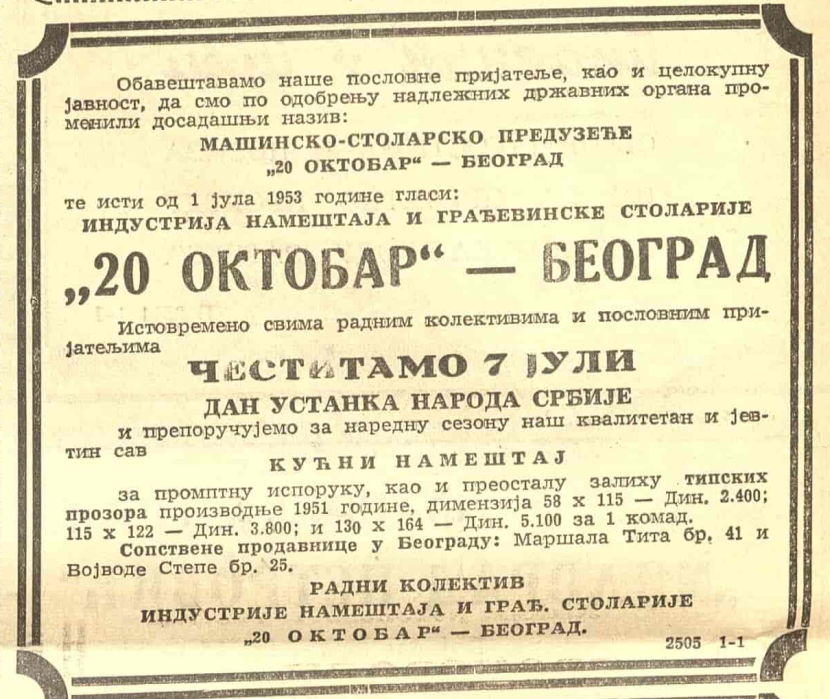 Обавештавамо наше пословне пријатеље, као и целокупну
јавност, да смо по одобрењу надлежних државних органа про-
менили досадашњи назив:
МАШИНСКО-СТОЛАРСКО ПРЕДУЗЕЋЕ
„20 ОКТОБАР“ — БЕОГРАД
те исти од 1 јула 1953 године гласи:
ИНДУСТРИЈА НАМЕШТАЈА И ГРАЂЕВИНСКЕ СТОЛАРИЈЕ
„20 ОКТОБАР“ — БЕОГРАД
Истовремено свима радним колективима и пословним при-
јатељима
ЧЕСТИТАМО 7 ЈУЛИ
ДАН УСТАНКА НАРОДА СРБИЈЕ
и препоручујемо за наредну сезону наш квалитетан и јев-
тин сав
КУЋНИ НАМЕШТАЈ
за промптну испоруку, као и преосталу залиху типских
прозора производње 1951 године, димензија 58 х 115 — Дин. 2.400;
115 х 122 — Дин. 3.800; и 130 х 164 — Дин. 5.100 за 1 комад.
Сопствене продавнице у Београду: Маршала Тита бр. 41 и
Војводе Степе бр. 25.
РАДНИ КОЛЕКТИВ
ИНДУСТРИЈЕ НАМЕШТАЈА И ГРАЂ. СТОЛАРИЈЕ
„20 ОКТОБАР“ — БЕОГРАД.
2505 1-1